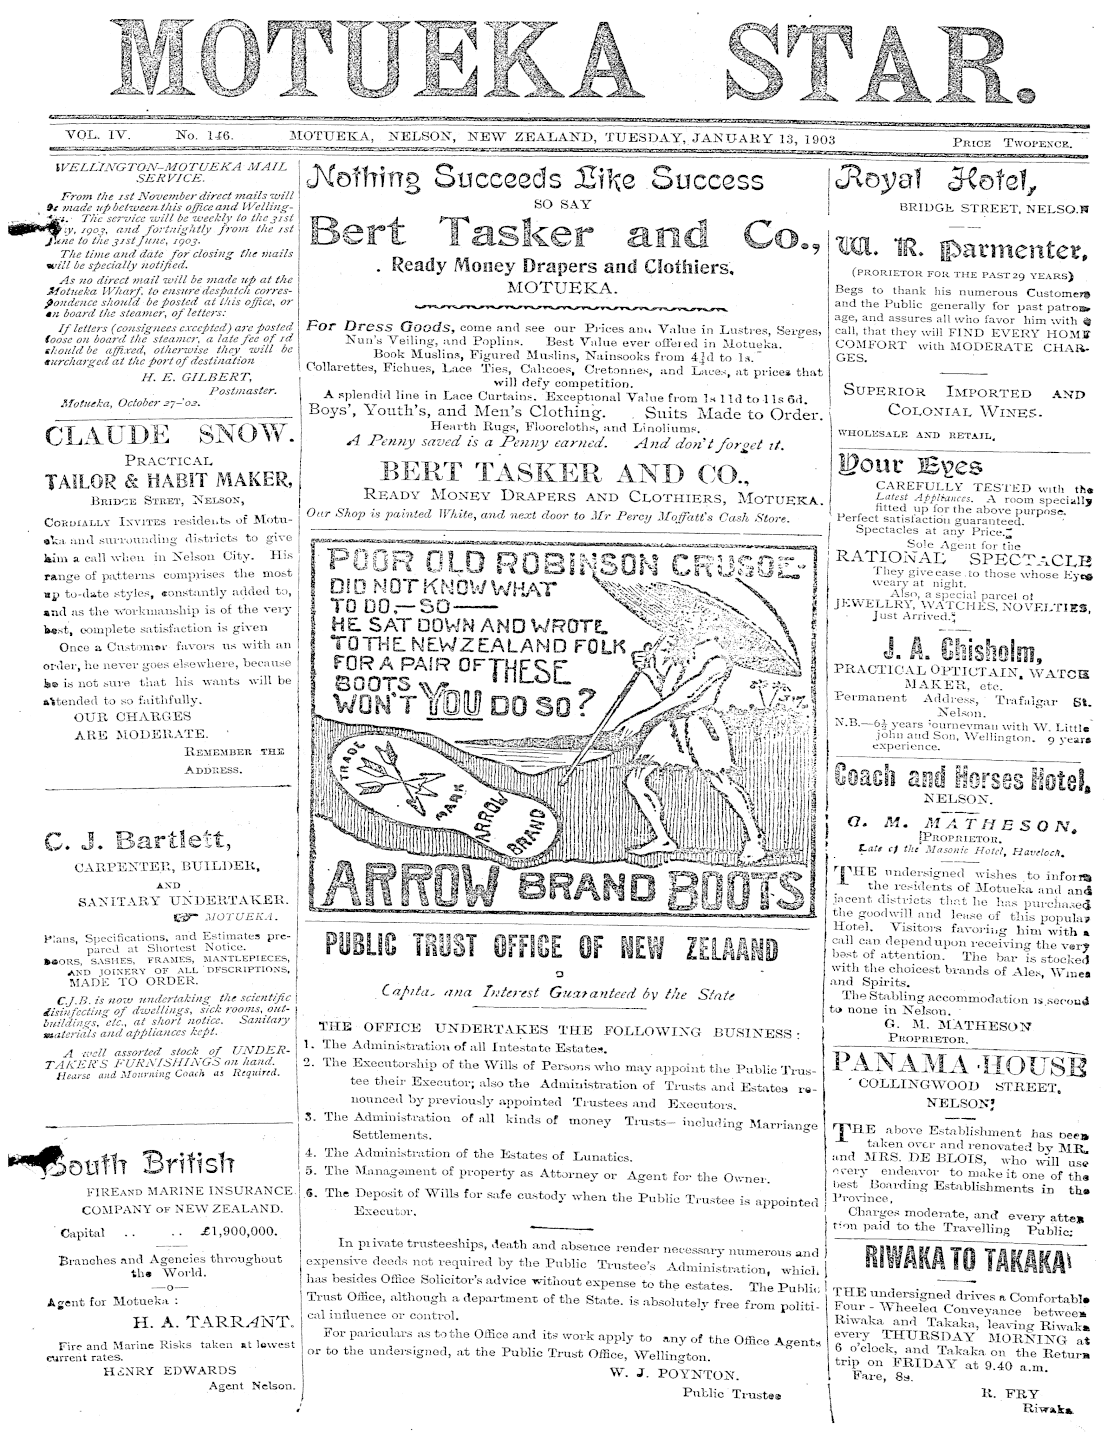 MOTUEKA STAR.
VOL. IV. No. 146. MOTUEKA, NELSON, NEW ZEALAND, TUESDAY, JANUARY 13, 1903 PRICE TWOPENCE.
WELLINGTON-MOTUEKA MAIL
SERVICE.
From the 1st November direct mails will
be made up between this office and Welling-
The service will be weekly to the 31st
1903, and fortnightly from the 1st
June to the 31st June, 1903.
The time and date for closing the mails
will be specially notified.
As no direct mail will be made up at the
Motueka Wharf, to ensure despatch corres-
pondence should be posted at this office, or
on board the steamer, of letters:
If letters (consignees excepted) are posted
loose on board the steamer, a late fee of 1d
should be affixed, otherwise they will be
surcharged at the port of destination
H. E. GILBERT,
Postmaster.
Motueka, October 27-'02.
CLAUDE SNOW.
PRACTICAL
TAILOR & HABIT MAKER,
BRIDGE STRET, NELSON,
CORDIALLY INVITES residents of Motu-
eka and surrounding districts to give
him a call when in Nelson City. His
range of patterns comprises the most
up to-date styles, constantly added to,
and as the workmanship is of the very
best, complete satisfaction is given
Once a Customer favors us with an
order, he never goes elsewhere, because
he is not sure that his wants will be
attended to so faithfully.
OUR CHARGES
ARE MODERATE.
REMEMBER THE
ADDRESS.
C. J. Bartlett,
CARPENTER, BUILDER,
AND
SANITARY UNDERTAKER.
MOTUEKA.
Plans, Specifications, and Estimates pre-
pared at Shortest Notice.
DOORS, SASHES, FRAMES, MANTLEPIECES,
AND JOINERY OF ALL DESCRIPTIONS,
MADE TO ORDER.
C.J.B. is now undertaking the scientific
disinfecting of dwellings, sick rooms, out-
buildings, etc., at short notice. Sanitary
materials and appliances kept.
A well assorted stock of UNDER-
TAKER'S FURNISHINGS on hand.
Hearse and Mourning Coach as Required.
South British
FIRE AND MARINE INSURANCE
COMPANY OF NEW ZEALAND.
Capital .. .. £1,900,000.
Branches and Agencies throughout
the World.
—o—
Agent for Motueka :
H. A. TARRANT.
Fire and Marine Risks taken at lowest
current rates.
HENRY EDWARDS
Agent Nelson.
Nothing Succeeds Like Success
SO SAY
Bert Tasker and Co.,
Ready Money Drapers and Clothiers,
MOTUEKA.
For Dress Goods, come and see our Prices and Value in Lustres, Serges,
Nun's Veiling, and Poplins. Best Value ever offered in Motueka.
Book Muslins, Figured Muslins, Nainsooks from 4½d to 1s.
Collarettes, Fichues, Lace Ties, Calicoes, Cretonnes, and Laces, at prices that
will defy competition.
A splendid line in Lace Curtains. Exceptional Value from 1s 11d to 11s 6d.
Boys', Youth's, and Men's Clothing. Suits Made to Order.
Hearth Rugs, Floorcloths, and Linoliums.
A Penny saved is a Penny earned. And don't forget it.
BERT TASKER AND CO.,
READY MONEY DRAPERS AND CLOTHIERS, MOTUEKA.
Our Shop is painted White, and next door to Mr Percy Moffatt's Cash Store.
POOR OLD ROBINSON CRUSOE-
DID NOT KNOW WHAT
TO DO,—SO—
HE SAT DOWN AND WROTE
TO THE NEW ZEALAND FOLK
FOR A PAIR OF THESE
BOOTS
WON'T YOU DO SO?
TRADE
MARK
ARROW
BRAND
ARROW BRAND BOOTS
PUBLIC TRUST OFFICE OF NEW ZELAAND
Capital and Interest Guaranteed by the State
THE OFFICE UNDERTAKES THE FOLLOWING BUSINESS:
1. The Administration of all Intestate Estates.
2. The Executorship of the Wills of Persons who may appoint the Public Trus-
tee their Executor; also the Administration of Trusts and Estates re-
nounced by previously appointed Trustees and Executors.
3. The Administration of all kinds of money Trusts— including Marriange
Settlements.
4. The Administration of the Estates of Lunatics.
5. The Management of property as Attorney or Agent for the Owner.
6. The Deposit of Wills for safe custody when the Public Trustee is appointed
Executor.
In private trusteeships, death and absence render necessary numerous and
expensive deeds not required by the Public Trustee's Administration, which
has besides Office Solicitor's advice without expense to the estates. The Public
Trust Office, although a department of the State. is absolutely free from politi-
cal influence or control.
For pariculars as to the Office and its work apply to any of the Office Agents
or to the undersigned, at the Public Trust Office, Wellington.
W. J. POYNTON.
Public Trustee
Royal Hotel,
BRIDGE STREET, NELSON
W. R. Parmenter,
(PRORIETOR FOR THE PAST 29 YEARS)
Begs to thank his numerous Customers
and the Public generally for past patron-
age, and assures all who favor him with a
call, that they will FIND EVERY HOME
COMFORT with MODERATE CHAR-
GES.
SUPERIOR IMPORTED AND
COLONIAL WINES.
WHOLESALE AND RETAIL.
Your Eyes
CAREFULLY TESTED with the
Latest Appliances. A room specially
fitted up for the above purpose.
Perfect satisfaction guaranteed.
Spectacles at any Price.
Sole Agent for the
RATIONAL SPECTACLE
They give ease to those whose Eyes
weary at night.
Also, a special parcel of
JEWELLRY, WATCHES, NOVELTIES,
Just Arrived.
J. A. Chisholm,
PRACTICAL OPTICTAIN, WATCH
MAKER, etc.
Permanent Address, Trafalgar St.
Nelson.
N.B.—6½ years journeyman with W. Little
john and Son, Wellington. 9 years
experience.
Coach and Horses Hotel,
NELSON.
G. M. MATHESON,
PROPRIETOR,
Late of the Masonic Hotel, Haveloch.
THE undersigned wishes to inform
the residents of Motueka and and
jacent districts that he has purchased
the goodwill and lease of this popular
Hotel. Visitors favoring him with a
call can depend upon receiving the very
best of attention. The bar is stocked
with the choicest brands of Ales, Wines
and Spirits.
The Stabling accommodation is second
to none in Nelson.
G. M. MATHESON
PROPRIETOR.
PANAMA HOUSE
COLLINGWOOD STREET,
NELSON
THE above Establishment has been
taken over and renovated by MR.
and MRS. DE BLOIS, who will use
every endeavor to make it one of the
best Boarding Establishments in the
Province.
Charges moderate, and every atten
tion paid to the Travelling Public:
RIWAKA TO TAKAKA
THE undersigned drives a Comfortable
Four - Wheeled Conveyance between
Riwaka and Takaka, leaving Riwaka
every THURSDAY MORNING at
6 o'clock, and Takaka on the Return
trip on FRIDAY at 9.40 a.m.
Fare, 8s.
R. FRY
Riwaka